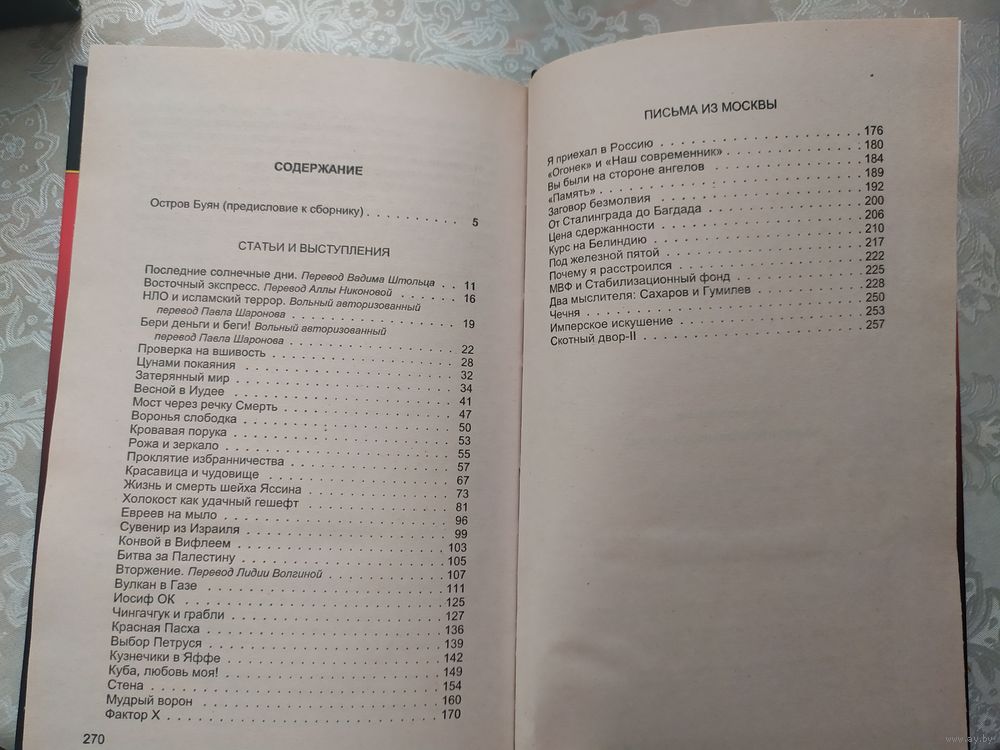 СОДЕРЖАНИЕ
Остров Буян (предисловие к сборнику) . . . . . . . . . . 5
СТАТЬИ И ВЫСТУПЛЕНИЯ
Последние солнечные дни. Перевод Вадима Штольца . . 11
Восточный экспресс. Перевод Аллы Никоновой . . . . . . 16
НЛО и исламский террор. Вольный авторизованный
перевод Павла Шаронова . . . . . . . . . . 19
Бери деньги и беги! Вольный авторизованный
перевод Павла Шаронова . . . . . . . . . . 22
Проверка на вшивость . . . . . . . . . . 28
Цунами покаяния . . . . . . . . . . 32
Затерянный мир . . . . . . . . . . 34
Весной в Иудее . . . . . . . . . . 41
Мост через речку Смерть . . . . . . . . . . 47
Воронья слободка . . . . . . . . . . 50
Кровавая порука . . . . . . . . . . 53
Рожа и зеркало . . . . . . . . . . 55
Проклятие избранничества . . . . . . . . . . 57
Красавица и чудовище . . . . . . . . . . 67
Жизнь и смерть шейха Яссина . . . . . . . . . . 73
Холокост как удачный гешефт . . . . . . . . . . 81
Евреев на мыло . . . . . . . . . . 96
Сувенир из Израиля . . . . . . . . . . 99
Конвой в Вифлеем . . . . . . . . . . 103
Битва за Палестину . . . . . . . . . . 105
Вторжение. Перевод Лидии Волгиной . . . . . . . . . . 107
Вулкан в Газе . . . . . . . . . . 111
Иосиф ОК . . . . . . . . . . 125
Чингачгук и грабли . . . . . . . . . . 127
Красная Пасха . . . . . . . . . . 136
Выбор Петруся . . . . . . . . . . 139
Кузнечики в Яффе . . . . . . . . . . 142
Куба, любовь моя! . . . . . . . . . . 149
Стена . . . . . . . . . . 154
Мудрый ворон . . . . . . . . . . 160
Фактор Х . . . . . . . . . . 170
270
ПИСЬМА ИЗ МОСКВЫ
Я приехал в Россию . . . . . . . . . . 176
«Огонек» и «Наш современник» . . . . . . . . . . 180
Вы были на стороне ангелов . . . . . . . . . . 184
«Память» . . . . . . . . . . 189
Заговор безмолвия . . . . . . . . . . 192
От Сталинграда до Багдада . . . . . . . . . . 200
Цена сдержанности . . . . . . . . . . 206
Курс на Белиндию . . . . . . . . . . 210
Под железной пятой . . . . . . . . . . 217
Почему я расстроился . . . . . . . . . . 222
МВФ и Стабилизационный фонд . . . . . . . . . . 225
Два мыслителя: Сахаров и Гумилев . . . . . . . . . . 228
Чечня . . . . . . . . . . 250
Имперское искушение . . . . . . . . . . 253
Скотный двор-II . . . . . . . . . . 257
www.ay.by